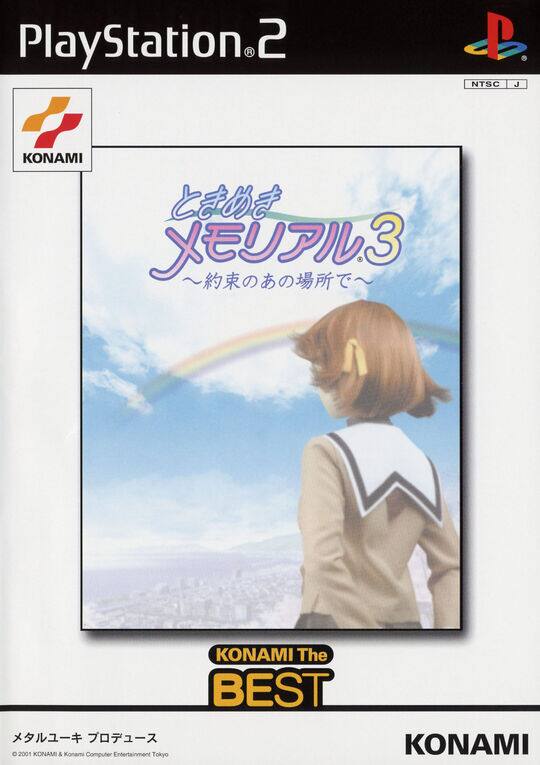 PlayStation®2
NTSC J
KONAMI
ときめき
メモリアル®3
～約束のあの場所で～
KONAMI The
BEST
メタルユーキ プロデュース
© 2001 KONAMI & Konami Computer Entertainment Tokyo
KONAMI